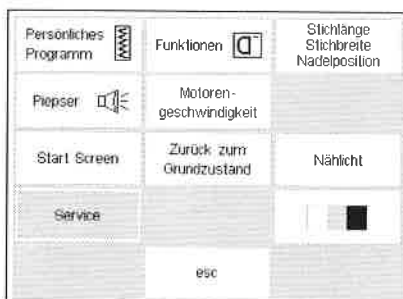 Persönliches
Programm
Funktionen
Stichlänge
Stichbreite
Nadelposition
Piepser
Motoren-
geschwindigkeit
Start Screen
Zurück zum
Grundzustand
Nählicht
Service
esc